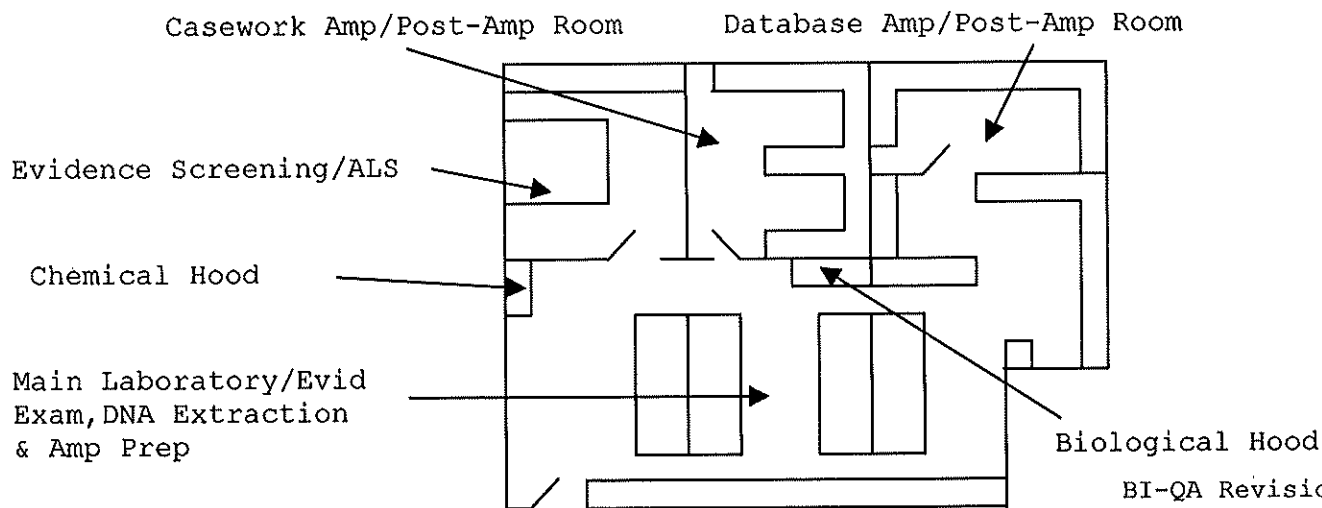 Casework Amp/Post-Amp Room
Database Amp/Post-Amp Room
Evidence Screening/ALS
Chemical Hood
Main Laboratory/Evid
Exam, DNA Extraction
& Amp Prep
Biological Hood
BI-QA